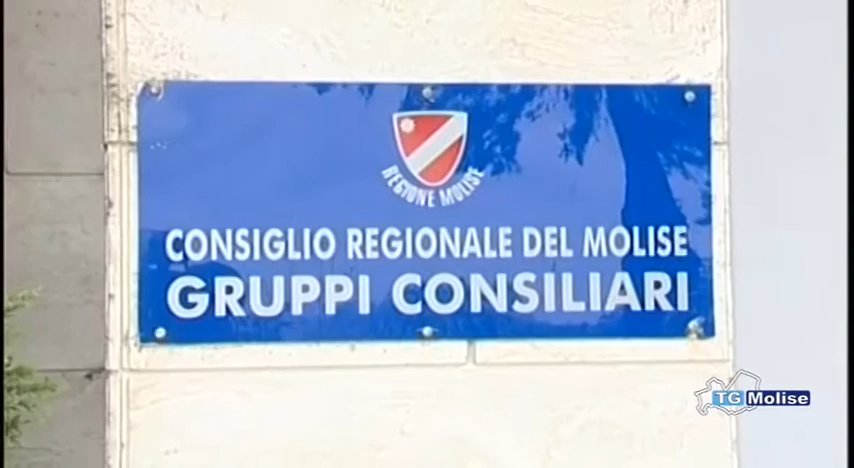 REGIONE MOLISE
CONSIGLIO REGIONALE DEL MOLISE
GRUPPI CONSILIARI
TG Molise